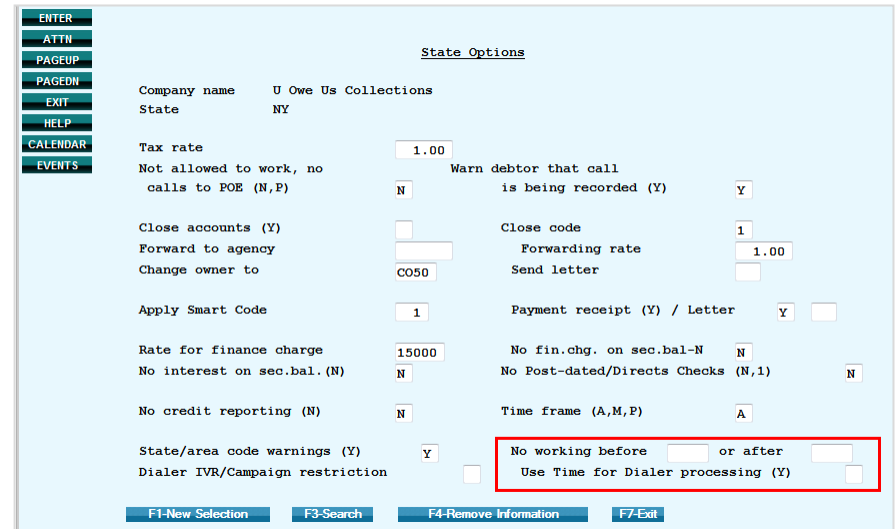 ENTER
ATTN
PAGEUP
PAGEDN
EXIT
HELP
CALENDAR
EVENTS
State Options
Company name U Owe Us Collections
State NY
Tax rate 1.00
Not allowed to work, no Warn debtor that call
calls to POE (N,P) N is being recorded (Y) Y
Close accounts (Y) Close code 1
Forward to agency Forwarding rate 1.00
Change owner to CO50 Send letter
Apply Smart Code 1 Payment receipt (Y) / Letter Y
Rate for finance charge 15000 No fin.chg. on sec.bal-N N
No interest on sec.bal.(N) N No Post-dated/Directs Checks (N,1) N
No credit reporting (N) N Time frame (A,M,P) A
State/area code warnings (Y) Y No working before or after
Dialer IVR/Campaign restriction Use Time for Dialer processing (Y)
F1-New Selection F3-Search F4-Remove Information F7-Exit